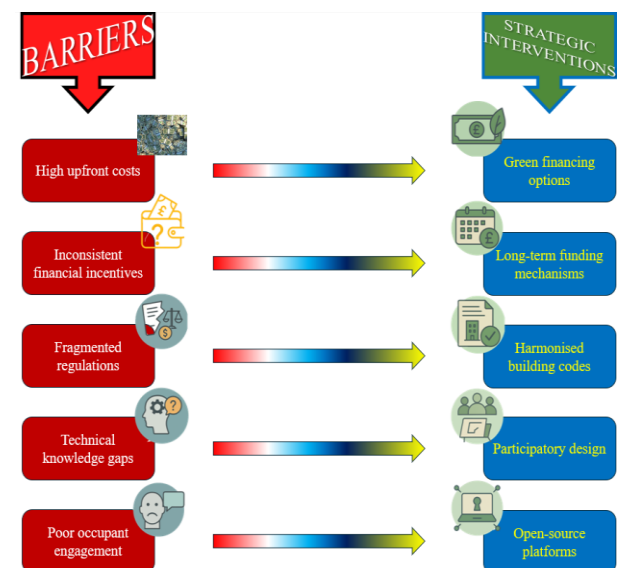 BARRIERS
STRATEGIC
INTERVENTIONS
High upfront costs
Green financing
options
Inconsistent
financial incentives
Long-term funding
mechanisms
Fragmented
regulations
Harmonised
building codes
Technical
knowledge gaps
Participatory design
Poor occupant
engagement
Open-source
platforms